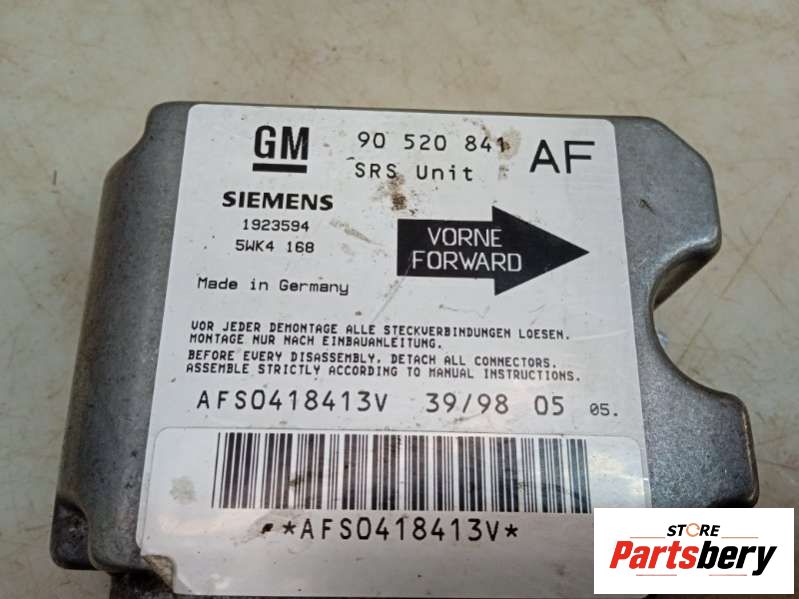 GM
90 520 841
AF
SRS Unit
SIEMENS
1923594
5WK4 168
VORNE
FORWARD
Made in Germany
VOR JEDER DEMONTAGE ALLE STECKVERBINDUNGEN LOESEN.
MONTAGE NUR NACH EINBAUANLEITUNG.
BEFORE EVERY DISASSEMBLY, DETACH ALL CONNECTORS.
ASSEMBLE STRICTLY ACCORDING TO MANUAL INSTRUCTIONS.
AFS0418413V 39/98 05 05.
*AFS0418413V*
STORE
Partsbery